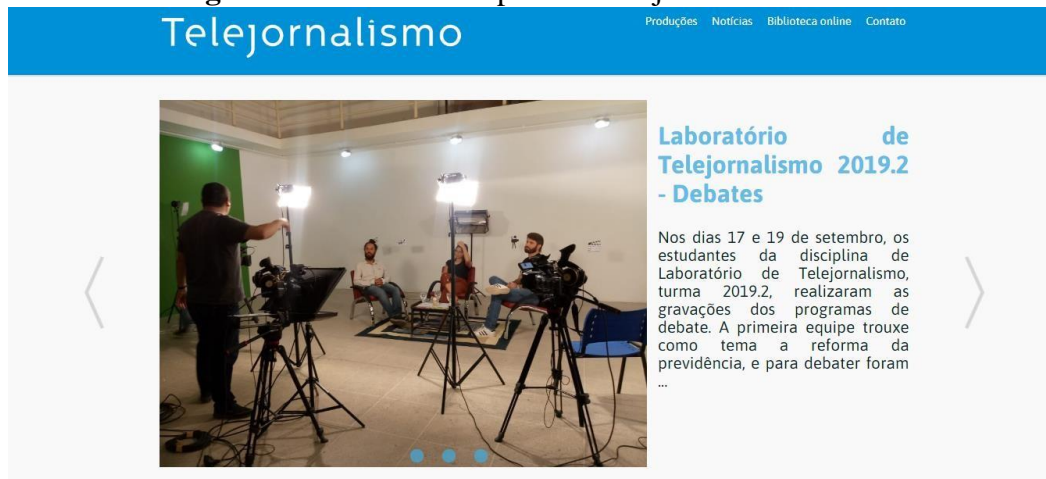 Telejornalismo
Produções Notícias Biblioteca online Contato
Laboratório de
Telejornalismo 2019.2
- Debates
Nos dias 17 e 19 de setembro, os
estudantes da disciplina de
Laboratório de Telejornalismo,
turma 2019.2, realizaram as
gravações dos programas de
debate. A primeira equipe trouxe
como tema a reforma da
previdência, e para debater foram
...